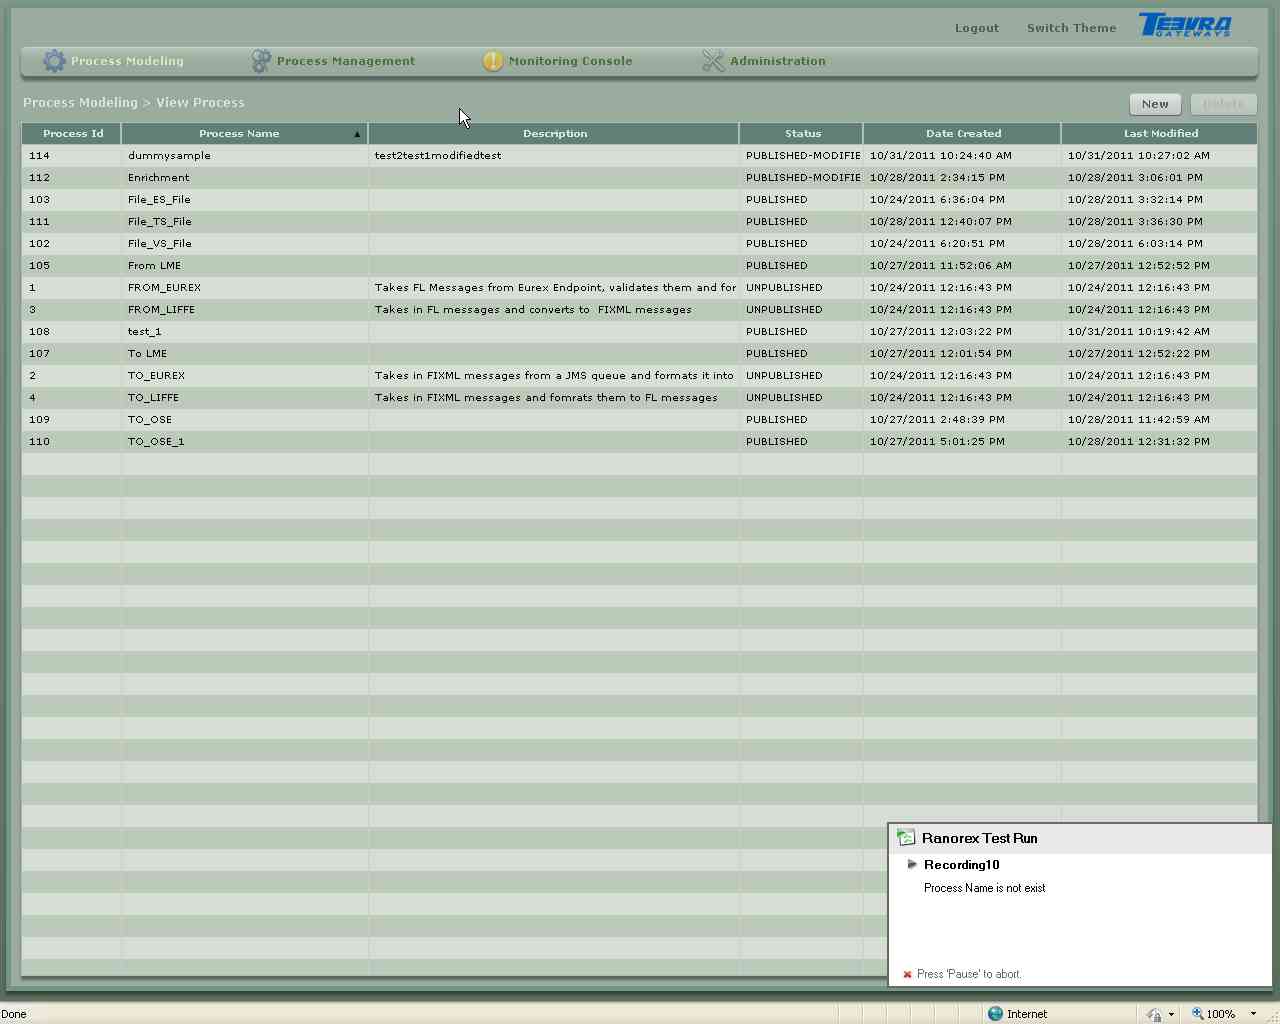 Logout Switch Theme TEEVRA GATEWAYS
Process Modeling Process Management Monitoring Console Administration
Process Modeling > View Process New Delete
Process Id Process Name Description Status Date Created Last Modified
114 dummysample test2test1modifiedtest PUBLISHED-MODIFIE 10/31/2011 10:24:40 AM 10/31/2011 10:27:02 AM
112 Enrichment PUBLISHED-MODIFIE 10/28/2011 2:34:15 PM 10/28/2011 3:06:01 PM
103 File_ES_File PUBLISHED 10/24/2011 6:36:04 PM 10/28/2011 3:32:14 PM
111 File_TS_File PUBLISHED 10/28/2011 12:40:07 PM 10/28/2011 3:36:30 PM
102 File_VS_File PUBLISHED 10/24/2011 6:20:51 PM 10/28/2011 6:03:14 PM
105 From LME PUBLISHED 10/27/2011 11:52:06 AM 10/27/2011 12:52:52 PM
1 FROM_EUREX Takes FL Messages from Eurex Endpoint, validates them and for UNPUBLISHED 10/24/2011 12:16:43 PM 10/24/2011 12:16:43 PM
3 FROM_LIFFE Takes in FL messages and converts to FIXML messages UNPUBLISHED 10/24/2011 12:16:43 PM 10/24/2011 12:16:43 PM
108 test_1 PUBLISHED 10/27/2011 12:03:22 PM 10/31/2011 10:19:42 AM
107 To LME PUBLISHED 10/27/2011 12:01:54 PM 10/27/2011 12:52:22 PM
2 TO_EUREX Takes in FIXML messages from a JMS queue and formats it into UNPUBLISHED 10/24/2011 12:16:43 PM 10/24/2011 12:16:43 PM
4 TO_LIFFE Takes in FIXML messages and fomrats them to FL messages UNPUBLISHED 10/24/2011 12:16:43 PM 10/24/2011 12:16:43 PM
109 TO_OSE PUBLISHED 10/27/2011 2:48:39 PM 10/28/2011 11:42:59 AM
110 TO_OSE_1 PUBLISHED 10/27/2011 5:01:25 PM 10/28/2011 12:31:32 PM
Ranorex Test Run
Recording10
Process Name is not exist
Press 'Pause' to abort.
Done Internet 100%